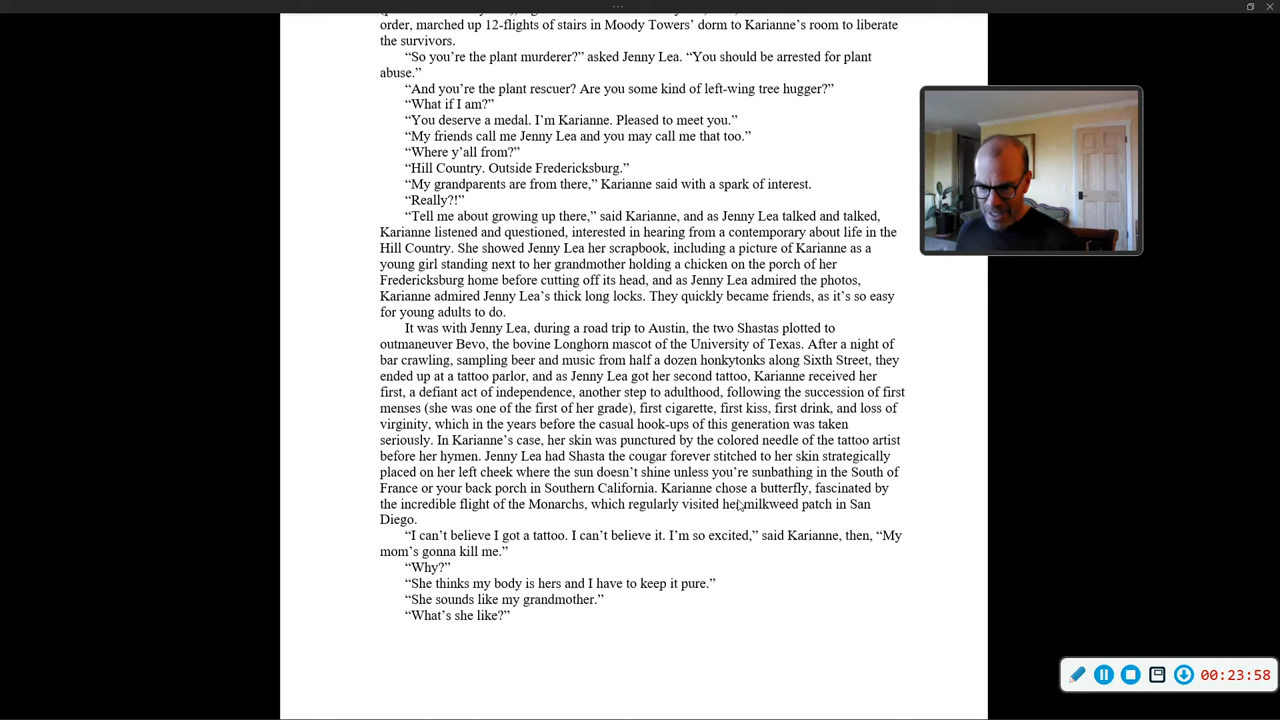 order, marched up 12-flights of stairs in Moody Towers’ dorm to Karianne’s room to liberate
the survivors.
“So you’re the plant murderer?” asked Jenny Lea. “You should be arrested for plant
abuse.”
“And you’re the plant rescuer? Are you some kind of left-wing tree hugger?”
“What if I am?”
“You deserve a medal. I’m Karianne. Pleased to meet you.”
“My friends call me Jenny Lea and you may call me that too.”
“Where y’all from?”
“Hill Country. Outside Fredericksburg.”
“My grandparents are from there,” Karianne said with a spark of interest.
“Really?!”
“Tell me about growing up there,” said Karianne, and as Jenny Lea talked and talked,
Karianne listened and questioned, interested in hearing from a contemporary about life in the
Hill Country. She showed Jenny Lea her scrapbook, including a picture of Karianne as a
young girl standing next to her grandmother holding a chicken on the porch of her
Fredericksburg home before cutting off its head, and as Jenny Lea admired the photos,
Karianne admired Jenny Lea’s thick long locks. They quickly became friends, as it’s so easy
for young adults to do.
It was with Jenny Lea, during a road trip to Austin, the two Shastas plotted to
outmaneuver Bevo, the bovine Longhorn mascot of the University of Texas. After a night of
bar crawling, sampling beer and music from half a dozen honkytonks along Sixth Street, they
ended up at a tattoo parlor, and as Jenny Lea got her second tattoo, Karianne received her
first, a defiant act of independence, another step to adulthood, following the succession of first
menses (she was one of the first of her grade), first cigarette, first kiss, first drink, and loss of
virginity, which in the years before the casual hook-ups of this generation was taken
seriously. In Karianne’s case, her skin was punctured by the colored needle of the tattoo artist
before her hymen. Jenny Lea had Shasta the cougar forever stitched to her skin strategically
placed on her left cheek where the sun doesn’t shine unless you’re sunbathing in the South of
France or your back porch in Southern California. Karianne chose a butterfly, fascinated by
the incredible flight of the Monarchs, which regularly visited her milkweed patch in San
Diego.
“I can’t believe I got a tattoo. I can’t believe it. I’m so excited,” said Karianne, then, “My
mom’s gonna kill me.”
“Why?”
“She thinks my body is hers and I have to keep it pure.”
“She sounds like my grandmother.”
“What’s she like?”
00:23:58